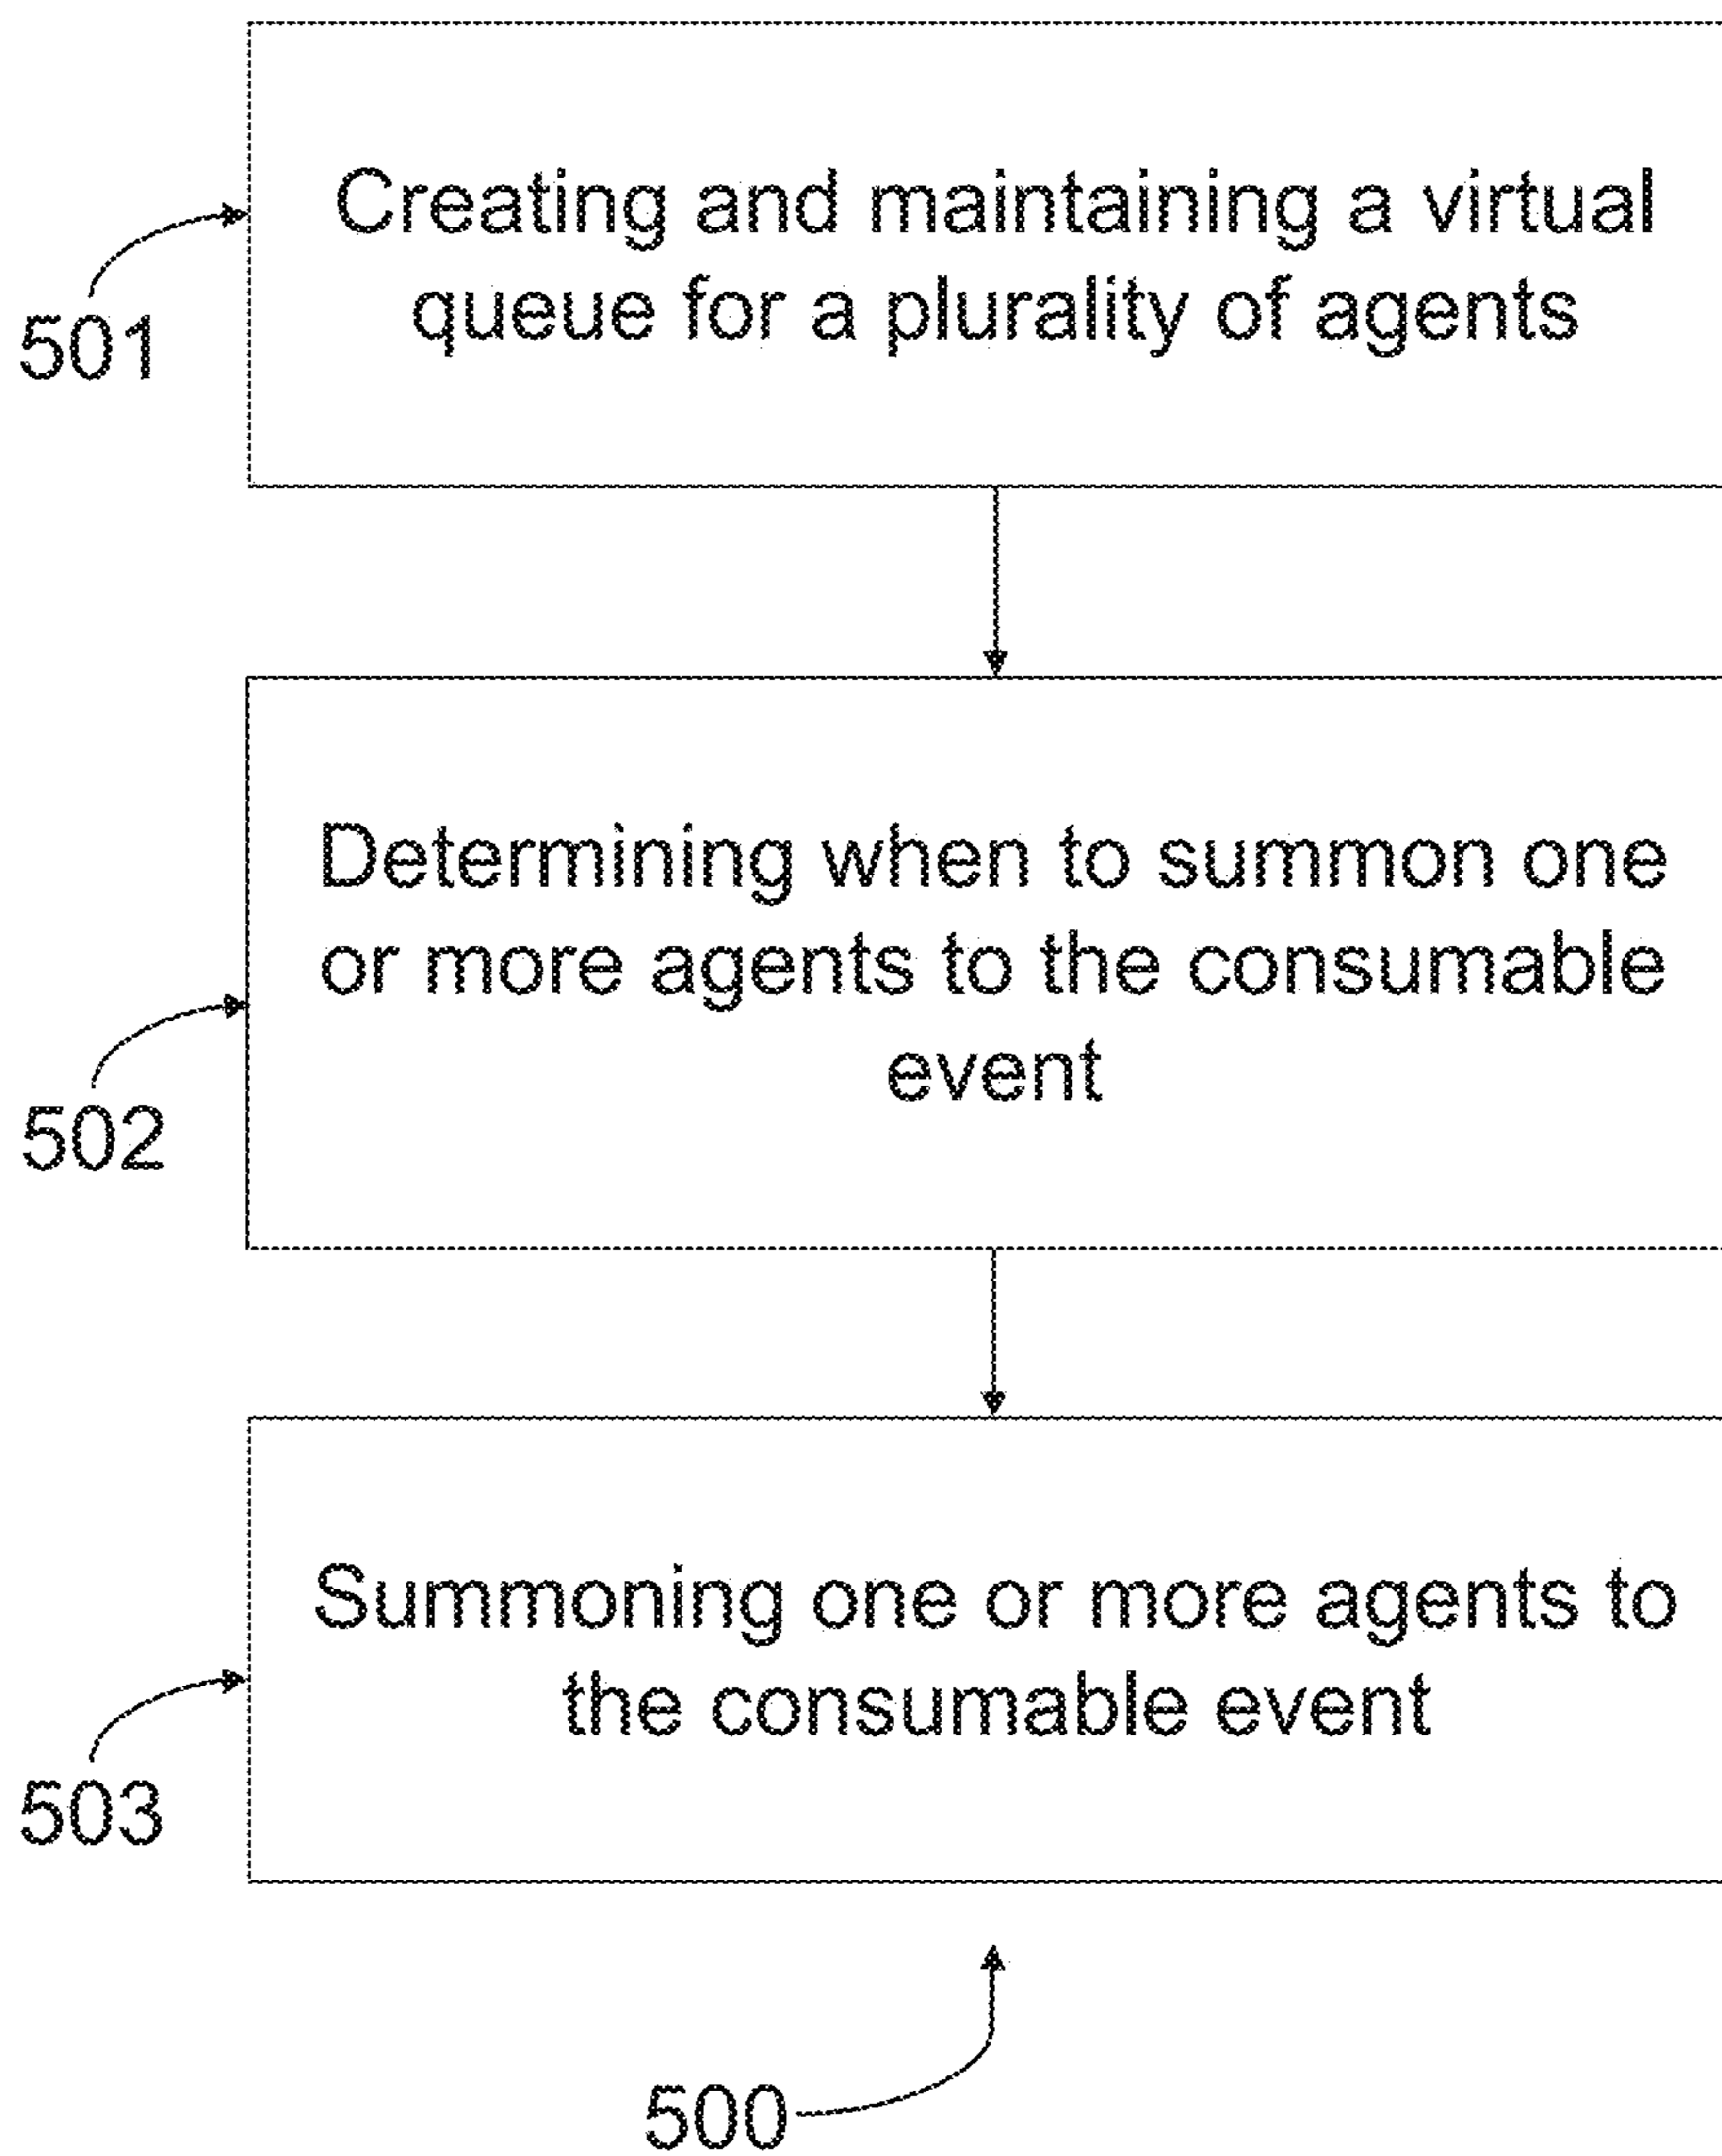 Creating and maintaining a virtual
queue for a plurality of agents
501
Determining when to summon one
or more agents to the consumable
event
502
Summoning one or more agents to
the consumable event
503
500